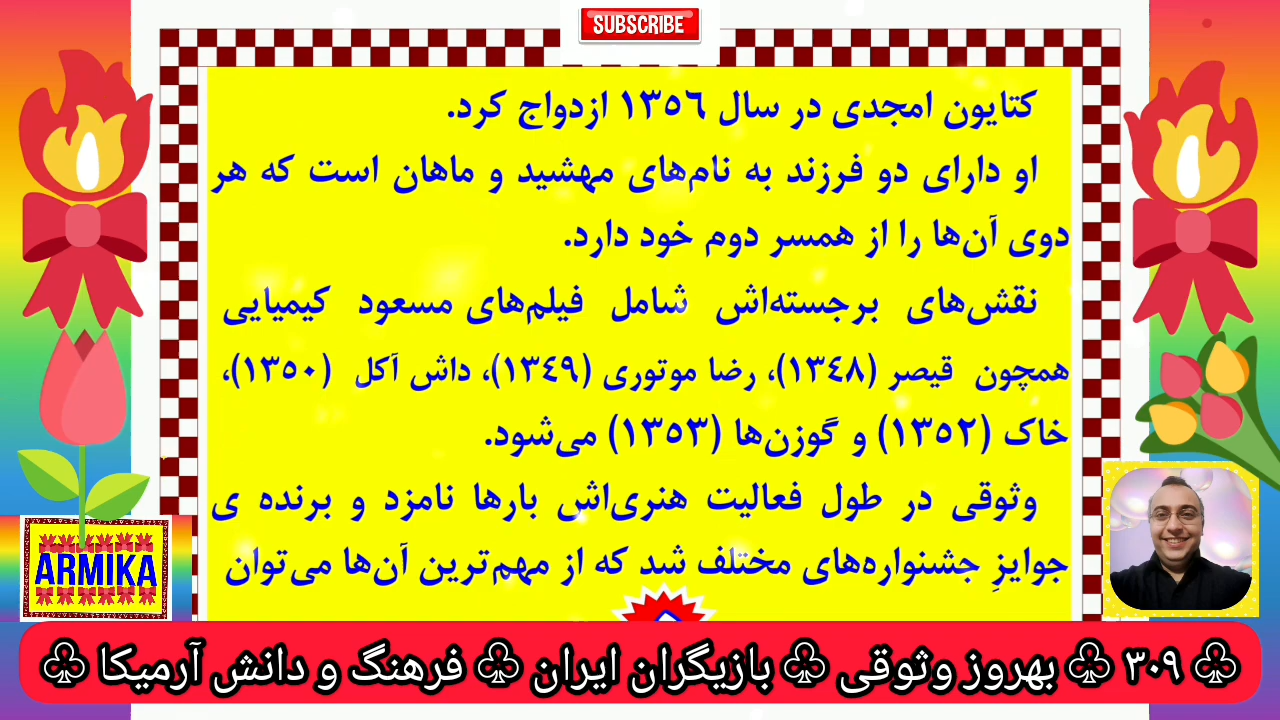 SUBSCRIBE
کتایون امجدی در سال ۱۳۵۶ ازدواج کرد.
او دارای دو فرزند به نام‌های مهشید و ماهان است که هر
دوی آن‌ها را از همسر دوم خود دارد.
نقش‌های برجسته‌اش شامل فیلم‌های مسعود کیمیایی
همچون قیصر (۱۳٤۸)، رضا موتوری (۱۳٤۹)، داش آکل (۱۳۵۰)،
خاک (۱۳۵۲) و گوزن‌ها (۱۳۵۳) می‌شود.
وثوقی در طول فعالیت هنری‌اش بارها نامزد و برنده ی
جوایزِ جشنواره‌های مختلف شد که از مهم‌ترین آن‌ها می‌توان
ARMIKA
♧ ۳۰۹ ♧ بهروز وثوقی ♧ بازیگران ایران ♧ فرهنگ و دانش آرمیکا ♧